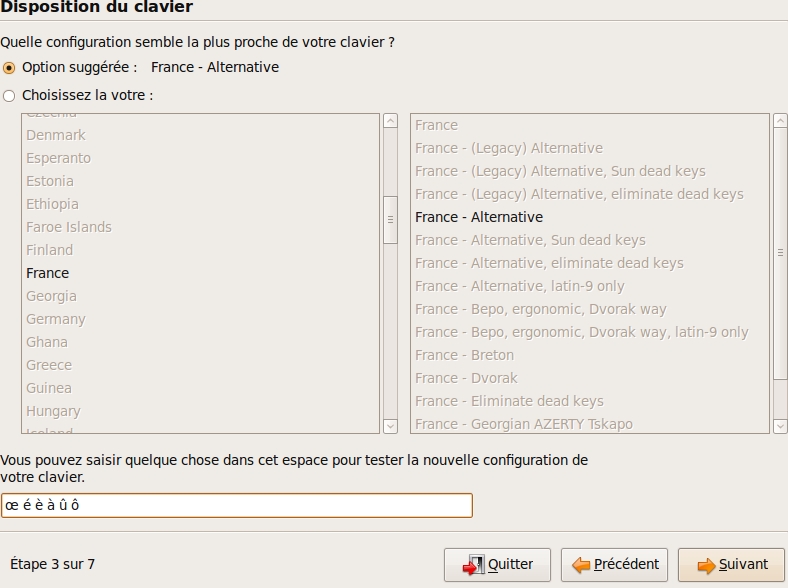 Disposition du clavier
Quelle configuration semble la plus proche de votre clavier ?
Option suggérée : France - Alternative
Choisissez la votre :
Czechia
Denmark
Esperanto
Estonia
Ethiopia
Faroe Islands
Finland
France
Georgia
Germany
Ghana
Greece
Guinea
Hungary
Iceland
France
France - (Legacy) Alternative
France - (Legacy) Alternative, Sun dead keys
France - (Legacy) Alternative, eliminate dead keys
France - Alternative
France - Alternative, Sun dead keys
France - Alternative, eliminate dead keys
France - Alternative, latin-9 only
France - Bepo, ergonomic, Dvorak way
France - Bepo, ergonomic, Dvorak way, latin-9 only
France - Breton
France - Dvorak
France - Eliminate dead keys
France - Georgian AZERTY Tskapo
Vous pouvez saisir quelque chose dans cet espace pour tester la nouvelle configuration de
votre clavier.
œ é è à û ô
Étape 3 sur 7
Quitter
Précédent
Suivant